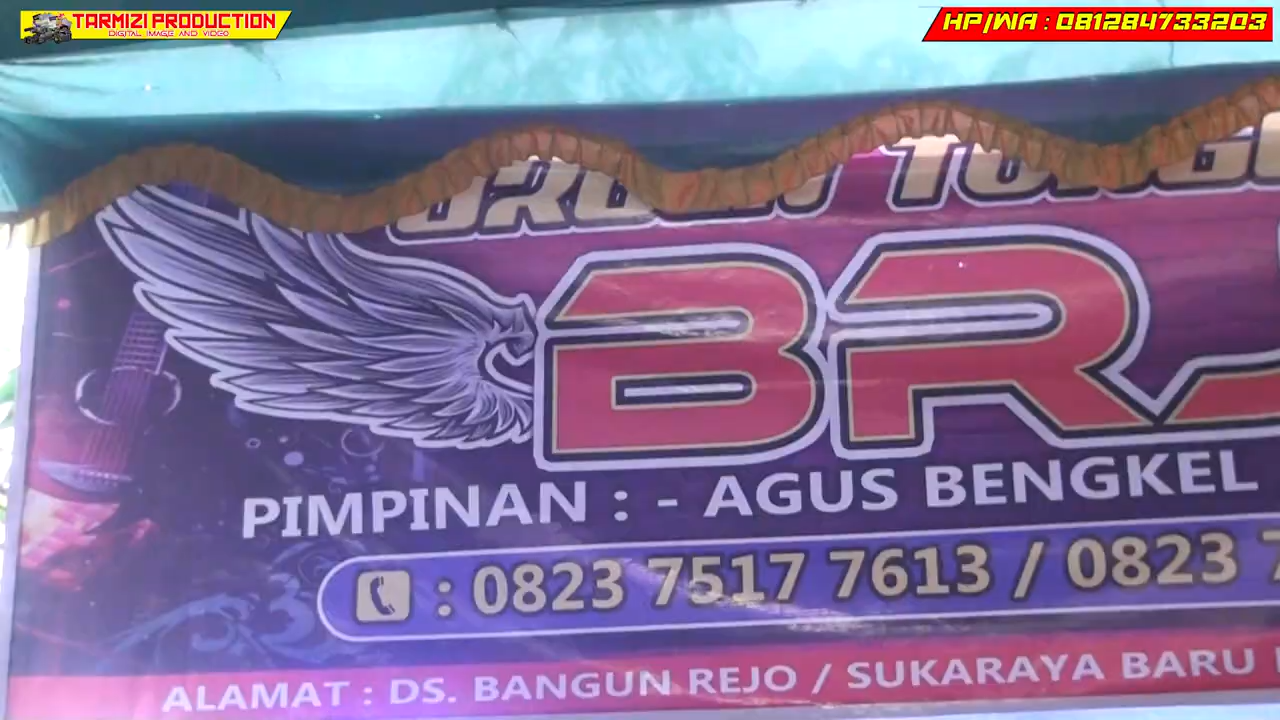 TARMIZI PRODUCTION
DIGITAL IMAGE AND VIDEO
HP/WA : 081284733203
BR
PIMPINAN : - AGUS BENGKEL
: 0823 7517 7613 / 0823 7
ALAMAT : DS. BANGUN REJO / SUKARAYA BARU